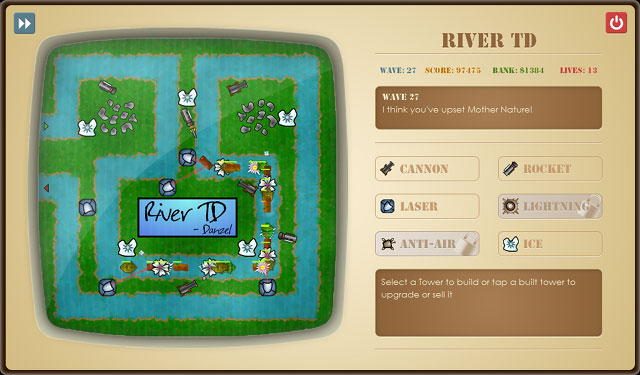 RIVER TD
WAVE: 27 SCORE: 97475 BANK: $1384 LIVES: 13
WAVE 27
I think you've upset Mother Nature!
CANNON
ROCKET
LASER
LIGHTNING
ANTI-AIR
ICE
Select a Tower to build or tap a built tower to
upgrade or sell it
River TD
- Danzel